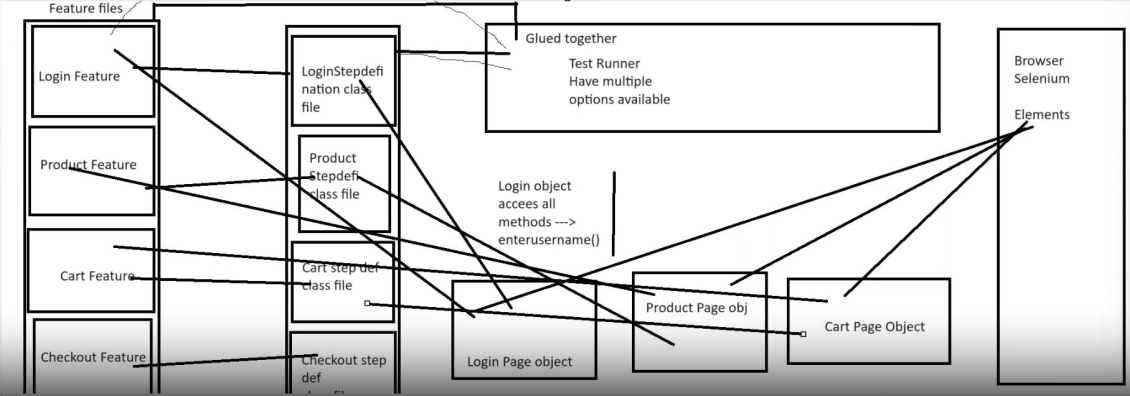 Feature files
Login Feature
Product Feature
Cart Feature
Checkout Feature
LoginStepdefi
nation class
file
Product
Stepdefi
class file
Cart step def
class file
Checkout step
def
Glued together
Test Runner
Have multiple
options available
Login object
accees all
methods --->
enterusername()
Login Page object
Product Page obj
Cart Page Object
Browser
Selenium
Elements